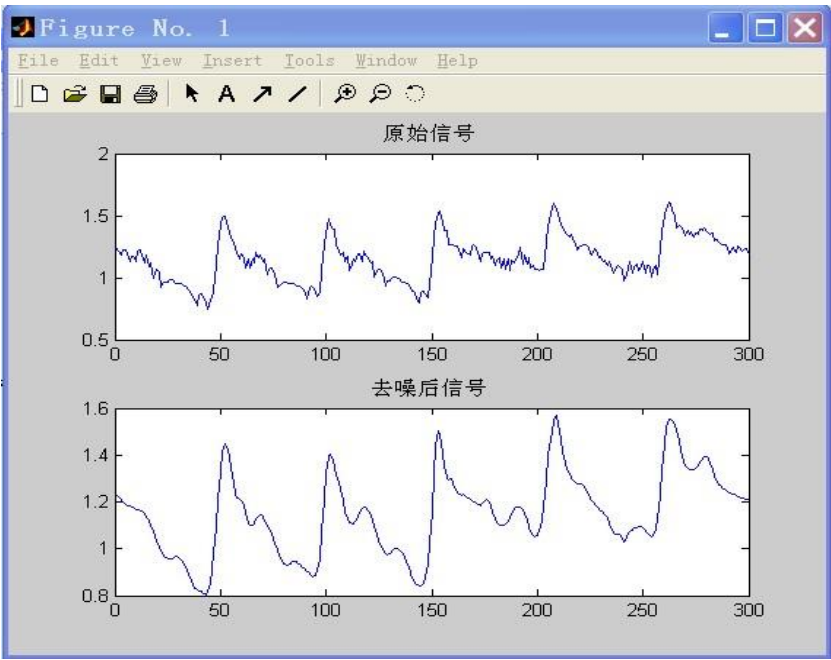 Figure No. 1
File Edit View Insert Tools Window Help
A
原始信号
2
1.5
1
0.5
0 50 100 150 200 250 300
去噪后信号
1.6
1.4
1.2
1
0.8
0 50 100 150 200 250 300